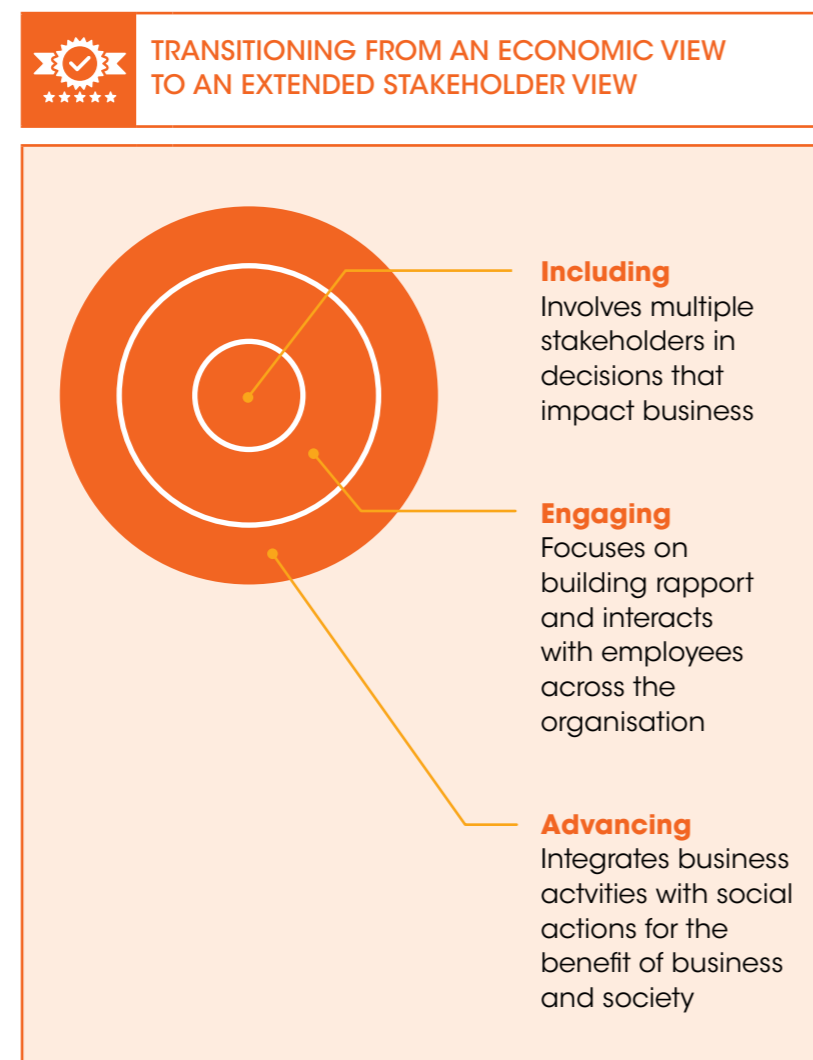 TRANSITIONING FROM AN ECONOMIC VIEW
TO AN EXTENDED STAKEHOLDER VIEW
Including
Involves multiple
stakeholders in
decisions that
impact business
Engaging
Focuses on
building rapport
and interacts
with employees
across the
organisation
Advancing
Integrates business
actvities with social
actions for the
benefit of business
and society